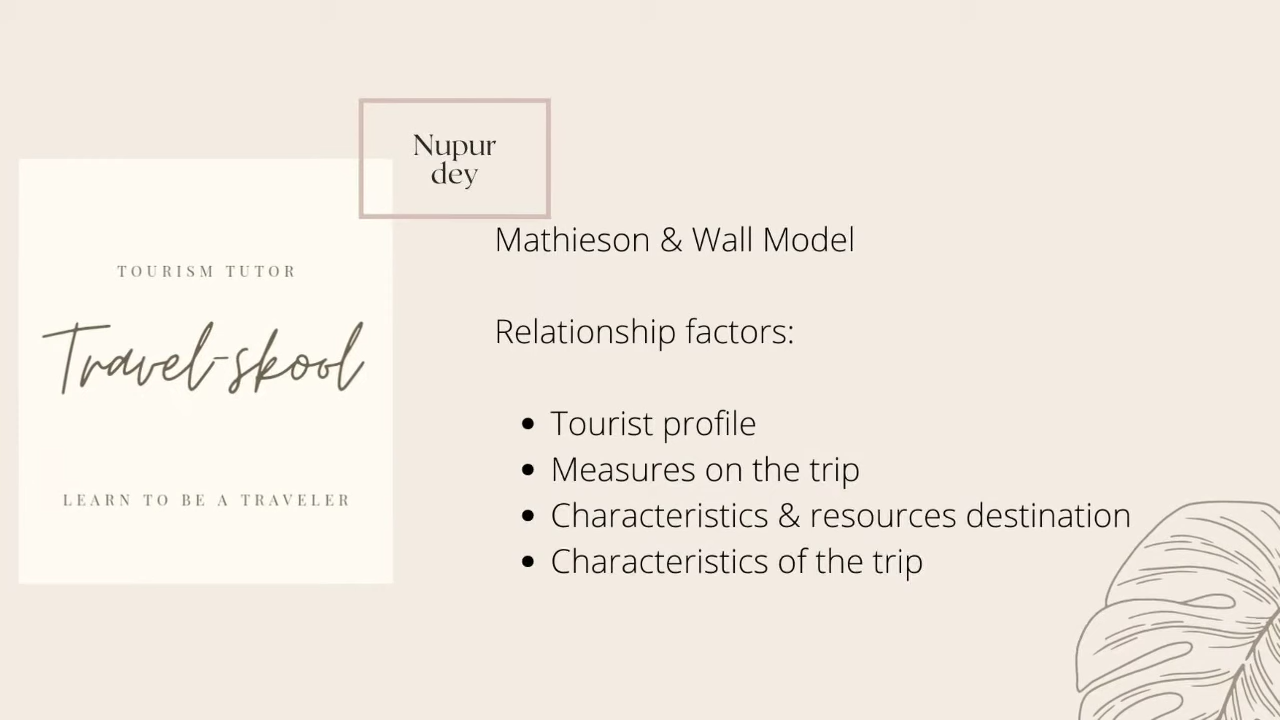 Nupur
dey
TOURISM TUTOR
Travel-skool
LEARN TO BE A TRAVELER
Mathieson & Wall Model
Relationship factors:
• Tourist profile
• Measures on the trip
• Characteristics & resources destination
• Characteristics of the trip